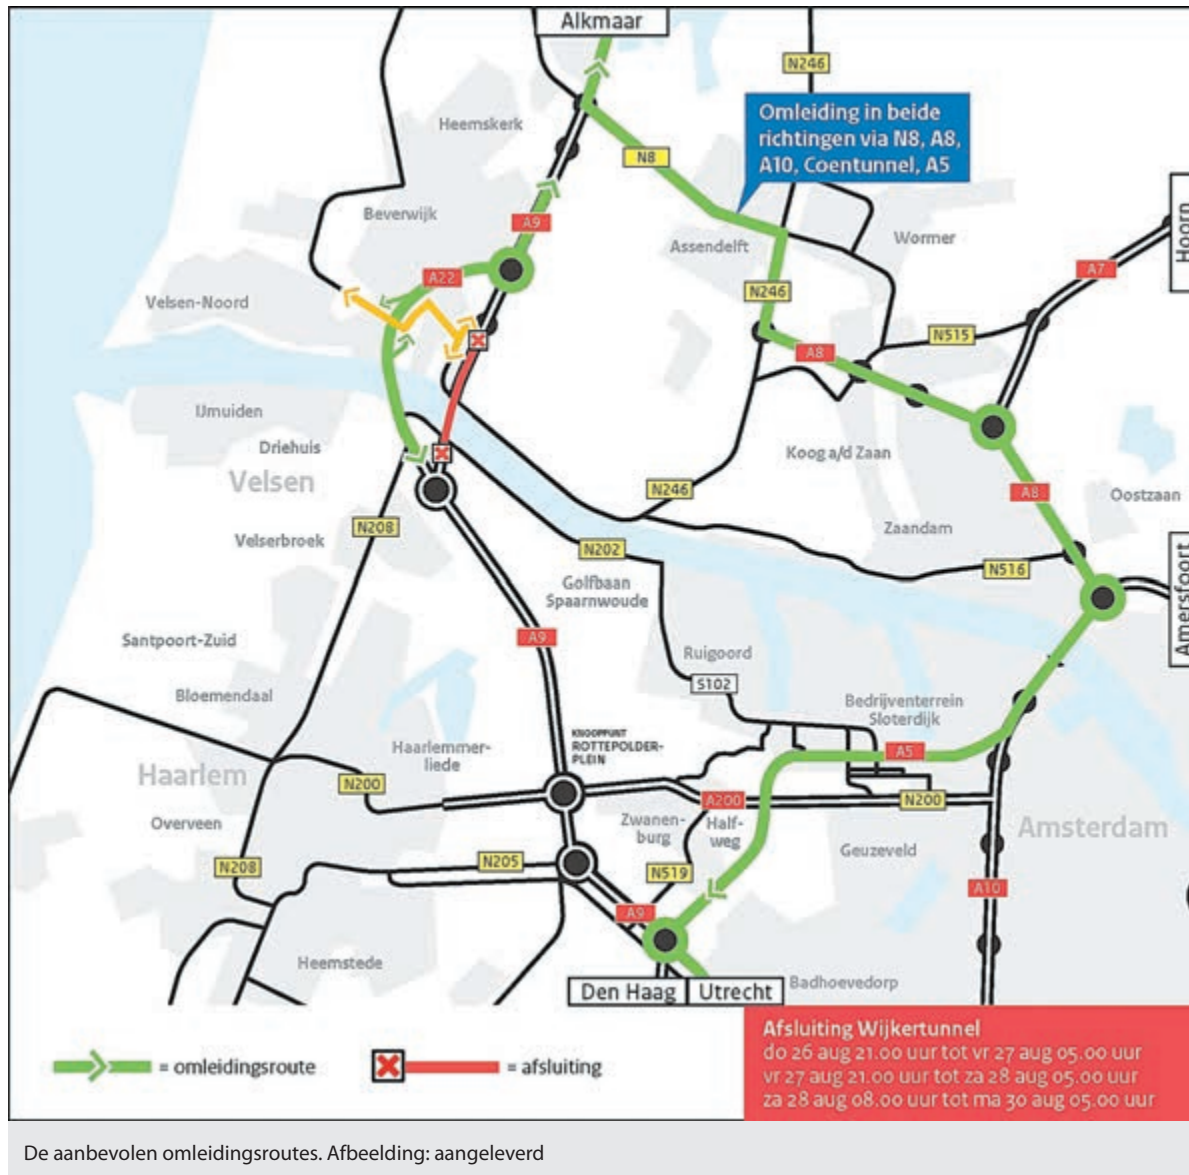 Alkmaar
N246
Omleiding in beide
richtingen via N8, A8,
A10, Coentunnel, A5
Heemskerk
N8
Hoorn
Beverwijk
A9
Assendelft
Wormer
A7
A22
N246
Velsen-Noord
N515
A8
IJmuiden
Driehuis
Koog a/d Zaan
Velsen
N246
A8
Oostzaan
N208
Zaandam
Velserbroek
N202
N516
Amersfoort
Golfbaan
Spaarnwoude
Santpoort-Zuid
A9
Ruigoord
S102
Bloemendaal
Bedrijventerrein
Sloterdijk
KNOOPPUNT
ROTTEPOLDER-
PLEIN
Haarlemmer-
liede
A5
Haarlem
N200
A200
N200
Overveen
Zwanen-
burg
Half-
weg
Amsterdam
Geuzeveld
N208
N205
N519
A10
A9
Heemstede
Badhoevedorp
Den Haag
Utrecht
= omleidingsroute
= afsluiting
Afsluiting Wijkertunnel
do 26 aug 21.00 uur tot vr 27 aug 05.00 uur
vr 27 aug 21.00 uur tot za 28 aug 05.00 uur
za 28 aug 08.00 uur tot ma 30 aug 05.00 uur
De aanbevolen omleidingsroutes. Afbeelding: aangeleverd